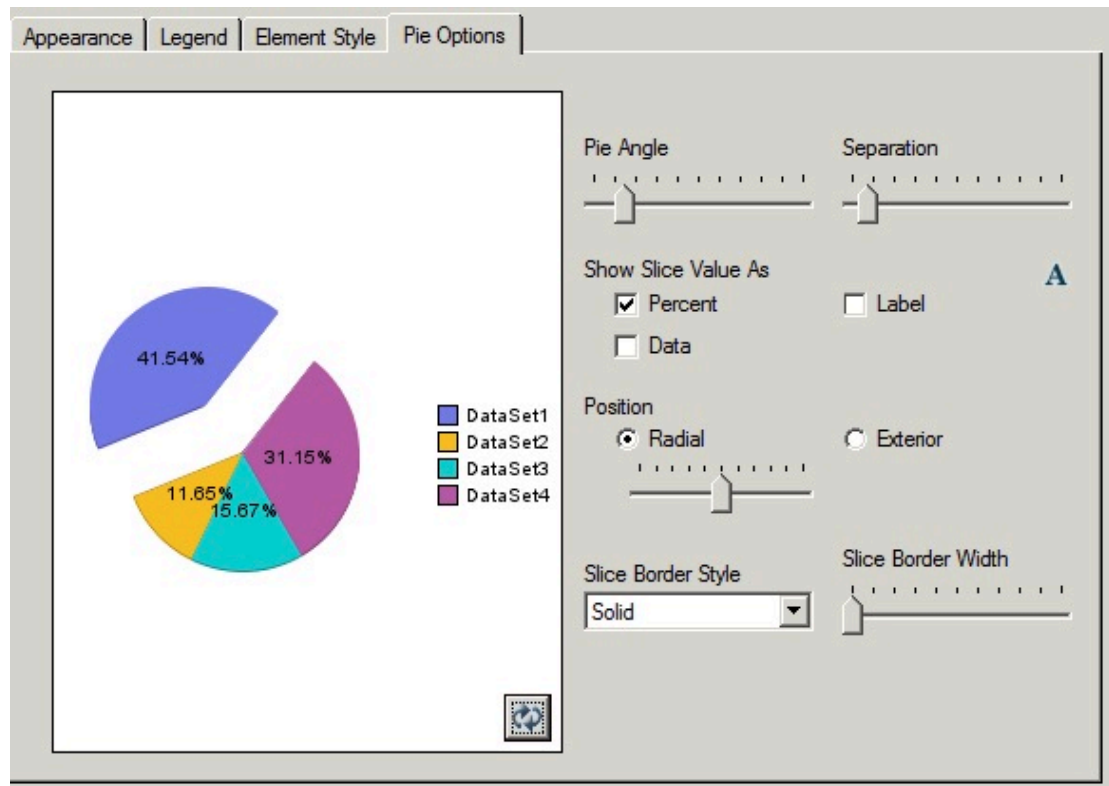 Appearance Legend Element Style Pie Options
Pie Angle Separation
Show Slice Value As A
Percent Label
Data
Position
Radial Exterior
Slice Border Style Slice Border Width
Solid
41.54%
31.15%
11.65%
15.67%
DataSet1
DataSet2
DataSet3
DataSet4